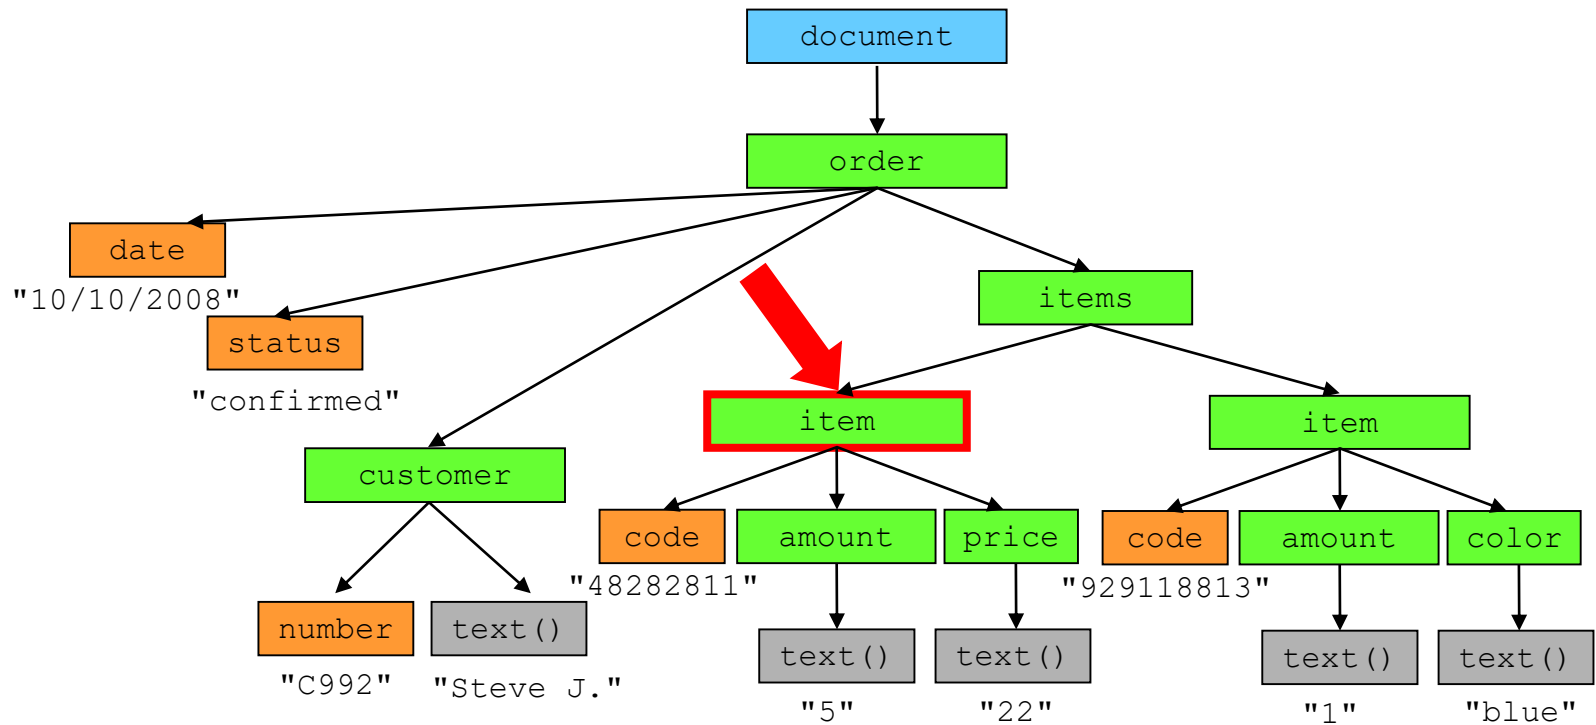 document
order
date
"10/10/2008"
items
status
"confirmed"
item
item
customer
code
amount
price
code
amount
color
"48282811"
"929118813"
number
text()
text()
text()
text()
text()
"C992"
"Steve J."
"5"
"22"
"1"
"blue"